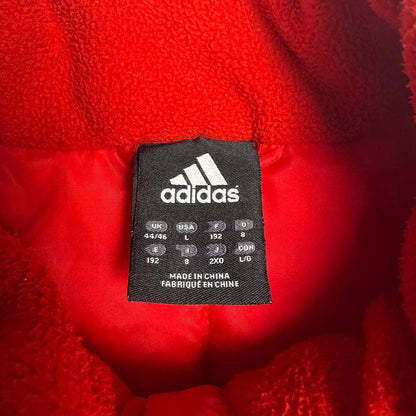 adidas
UK USA F D
44/46 L 192 8
E I J CON
192 8 2XO L/G
MADE IN CHINA
FABRIQUÉ EN CHINE